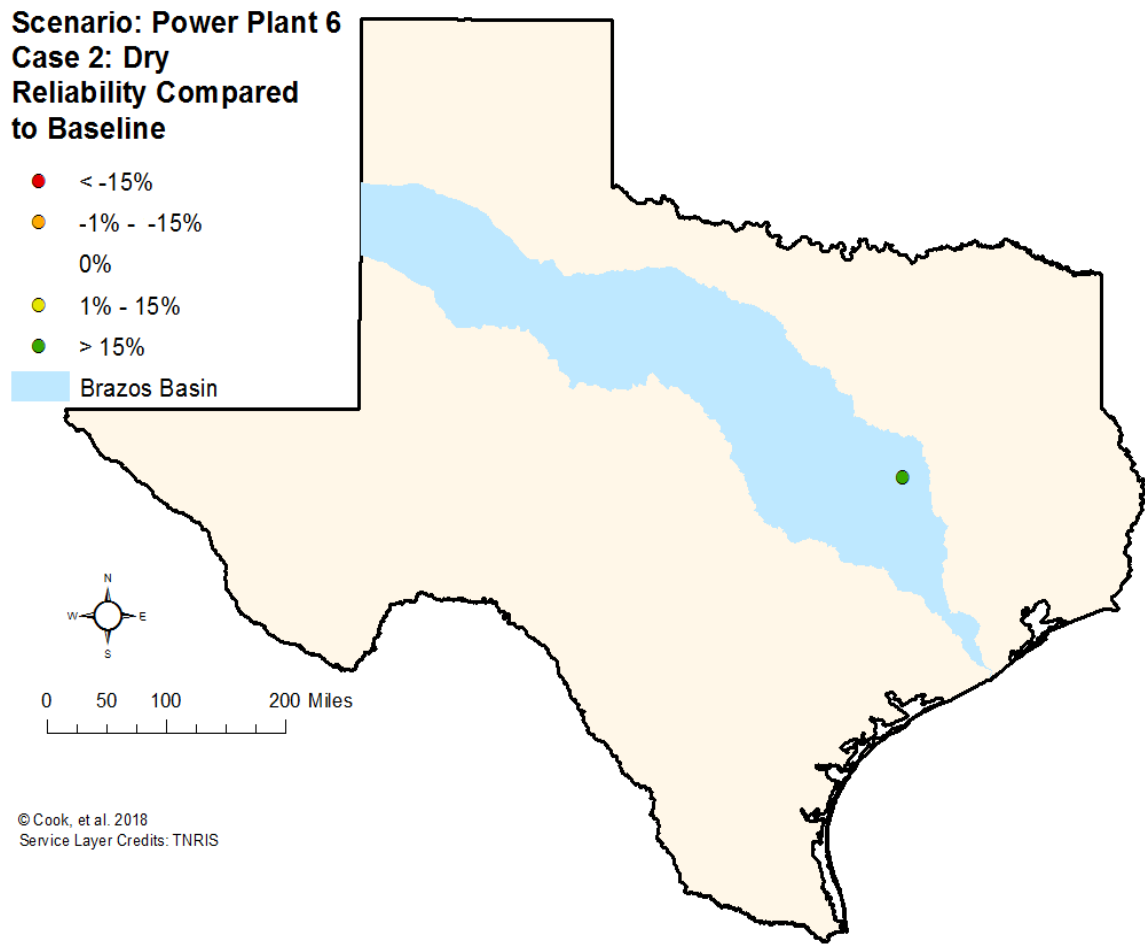 Scenario: Power Plant 6
Case 2: Dry
Reliability Compared
to Baseline
< -15%
-1% -  -15%
0%
1% - 15%
> 15%
Brazos Basin
N
W E
S
0 50 100 200 Miles
© Cook, et al. 2018
Service Layer Credits: TNRIS